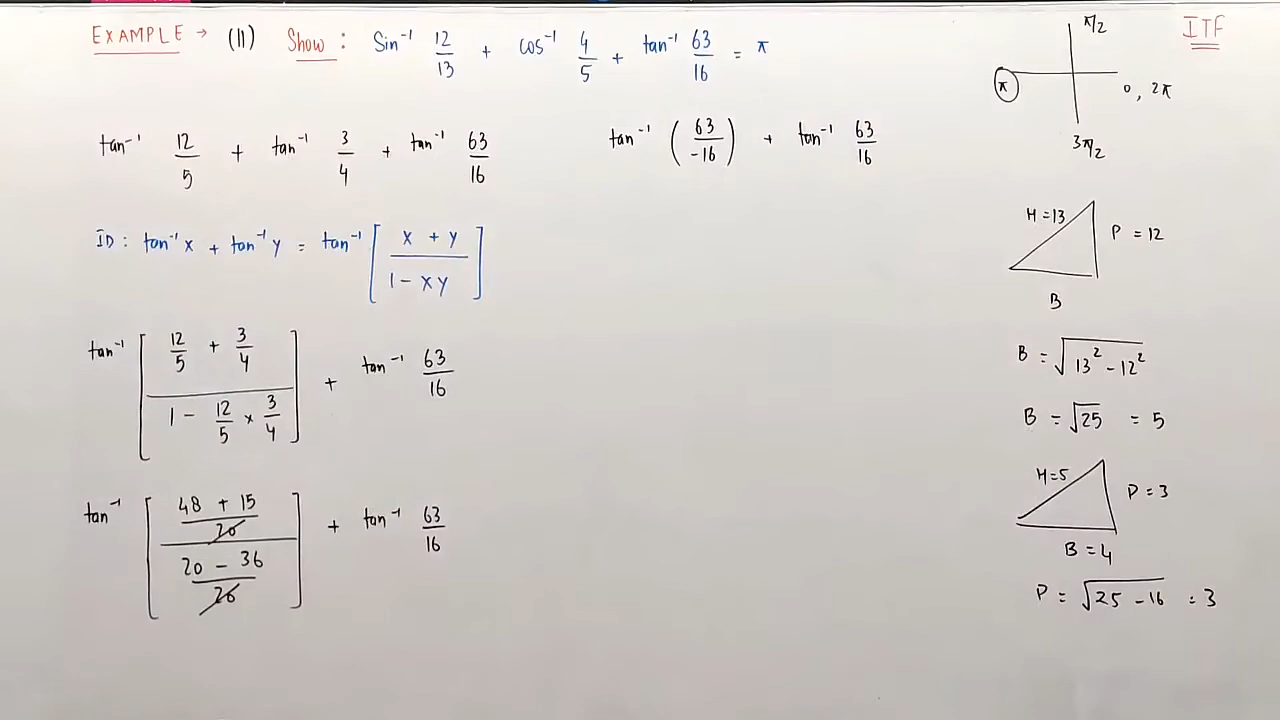 EXAMPLE → (11) Show : Sin⁻¹ 12/13 + cos⁻¹ 4/5 + tan⁻¹ 63/16 = π
ITF
π/2
π
0, 2π
3π/2
tan⁻¹ 12/5 + tan⁻¹ 3/4 + tan⁻¹ 63/16
ID : tan⁻¹ x + tan⁻¹ y = tan⁻¹ [ (x + y) / (1 - xy) ]
tan⁻¹ [ (12/5 + 3/4) / (1 - 12/5 × 3/4) ] + tan⁻¹ 63/16
tan⁻¹ [ ((48 + 15)/20) / ((20 - 36)/20) ] + tan⁻¹ 63/16
tan⁻¹ (63/-16) + tan⁻¹ 63/16
H = 13
P = 12
B
B = √(13² - 12²)
B = √25 = 5
H = 5
P = 3
B = 4
P = √(25 - 16) = 3